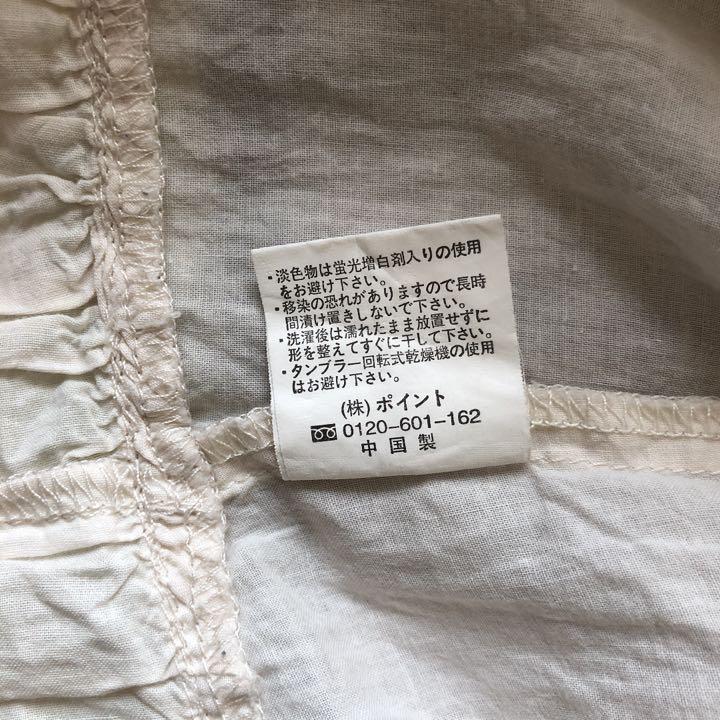 ・淡色物は蛍光増白剤入りの使用
をお避け下さい。
・移染の恐れがありますので長時
間漬け置きしないで下さい。
・洗濯後は濡れたまま放置せずに
形を整えてすぐに干して下さい。
・タンブラー回転式乾燥機の使用
はお避け下さい。
(株)ポイント
0120-601-162
中国製